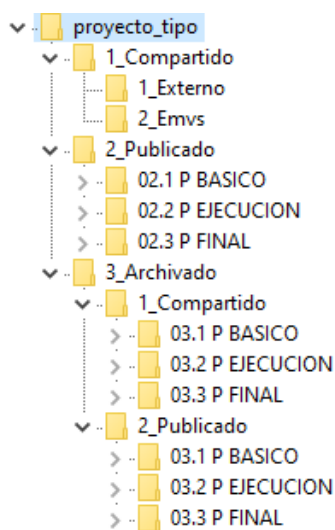 proyecto_tipo
1_Compartido
1_Externo
2_Emvs
2_Publicado
02.1 P BASICO
02.2 P EJECUCION
02.3 P FINAL
3_Archivado
1_Compartido
03.1 P BASICO
03.2 P EJECUCION
03.3 P FINAL
2_Publicado
03.1 P BASICO
03.2 P EJECUCION
03.3 P FINAL